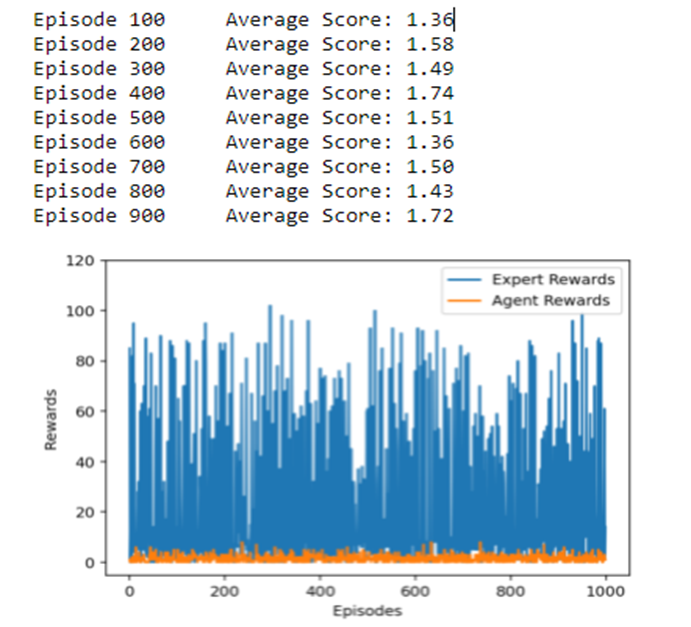 Episode 100 Average Score: 1.36
Episode 200 Average Score: 1.58
Episode 300 Average Score: 1.49
Episode 400 Average Score: 1.74
Episode 500 Average Score: 1.51
Episode 600 Average Score: 1.36
Episode 700 Average Score: 1.50
Episode 800 Average Score: 1.43
Episode 900 Average Score: 1.72
120
100
80
60
40
20
0
Rewards
Expert Rewards
Agent Rewards
0 200 400 600 800 1000
Episodes